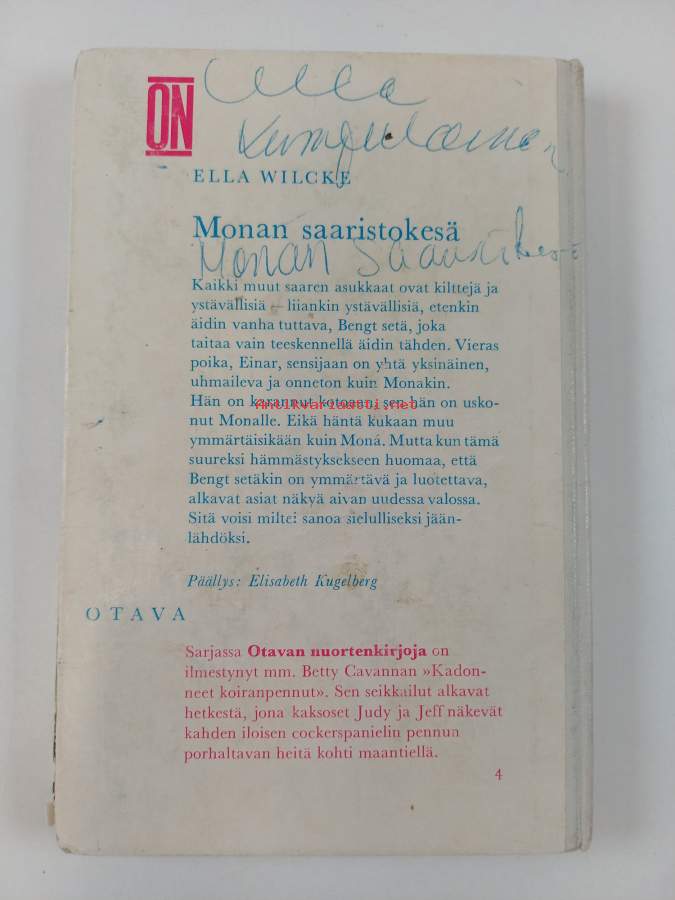 ON
ELLA WILCKE
Monan saaristokesä
Monan
Kaikki muut saaren asukkaat ovat kilttejä ja
ystävällisiä — liiankin ystävällisiä, etenkin
äidin vanha tuttava, Bengt setä, joka
taitaa vain teeskennellä äidin tähden. Vieras
poika, Einar, sensijaan on yhtä yksinäinen,
uhmaileva ja onneton kuin Monakin.
Hän on karannut kotoaan, sen hän on usko-
Antikvariaatti.net
nut Monalle. Eikä häntä kukaan muu
ymmärtäisikään kuin Mona. Mutta kun tämä
suureksi hämmästyksekseen huomaa, että
Bengt setäkin on ymmärtävä ja luotettava,
alkavat asiat näkyä aivan uudessa valossa.
Sitä voisi miltei sanoa sielulliseksi jään-
lähdöksi.
Päällys: Elisabeth Kugelberg
OTAVA
Sarjassa Otavan nuortenkirjoja on
ilmestynyt mm. Betty Cavannan »Kadon-
neet koiranpennut». Sen seikkailut alkavat
hetkestä, jona kaksoset Judy ja Jeff näkevät
kahden iloisen cockerspanielin pennun
porhaltavan heitä kohti maantiellä.
4